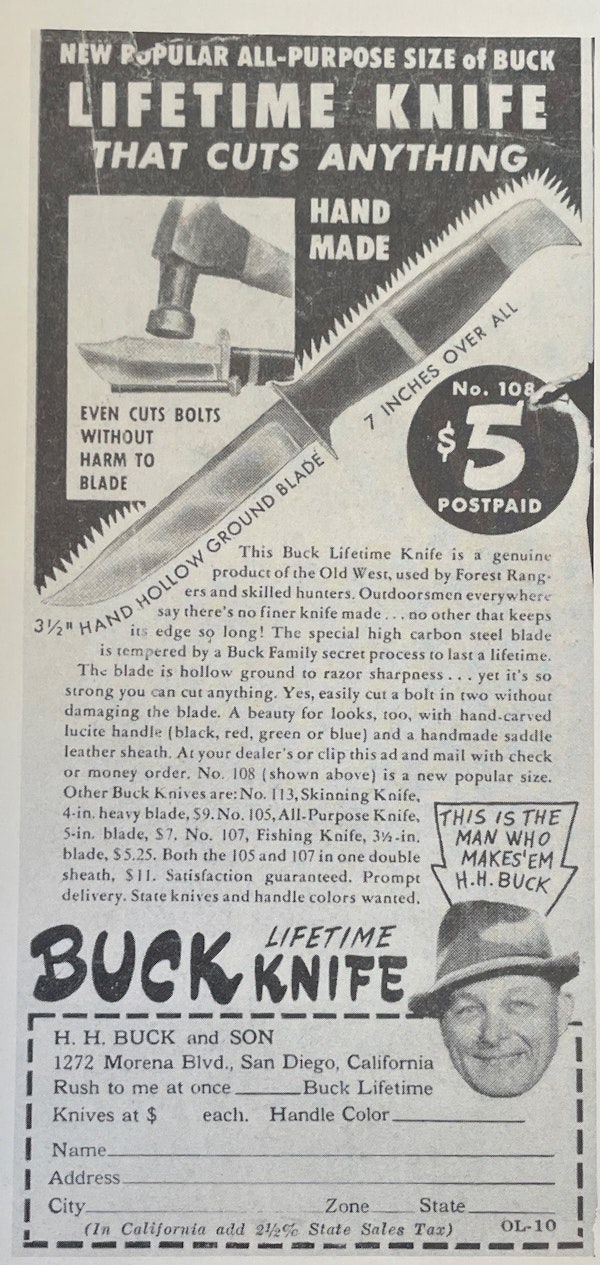 NEW POPULAR ALL-PURPOSE SIZE of BUCK
LIFETIME KNIFE
THAT CUTS ANYTHING
HAND
MADE
EVEN CUTS BOLTS
WITHOUT
HARM TO
BLADE
7 INCHES OVER ALL
No. 108
$5
POSTPAID
3½" HAND HOLLOW GROUND BLADE
This Buck Lifetime Knife is a genuine
product of the Old West, used by Forest Rang-
ers and skilled hunters. Outdoorsmen everywhere
say there's no finer knife made . . . no other that keeps
its edge so long! The special high carbon steel blade
is tempered by a Buck Family secret process to last a lifetime.
The blade is hollow ground to razor sharpness . . . yet it's so
strong you can cut anything. Yes, easily cut a bolt in two without
damaging the blade. A beauty for looks, too, with hand-carved
lucite handle (black, red, green or blue) and a handmade saddle
leather sheath. At your dealer's or clip this ad and mail with check
or money order. No. 108 (shown above) is a new popular size.
Other Buck Knives are: No. 113, Skinning Knife,
4-in. heavy blade, $9. No. 105, All-Purpose Knife,
5-in. blade, $7. No. 107, Fishing Knife, 3½-in.
blade, $5.25. Both the 105 and 107 in one double
sheath, $11. Satisfaction guaranteed. Prompt
delivery. State knives and handle colors wanted.
THIS IS THE
MAN WHO
MAKES'EM
H.H. BUCK
BUCK LIFETIME
KNIFE
H. H. BUCK and SON
1272 Morena Blvd., San Diego, California
Rush to me at once ______ Buck Lifetime
Knives at $ each. Handle Color ______
Name ______
Address ______
City ______ Zone ______ State ______
(In California add 2½% State Sales Tax) OL-10